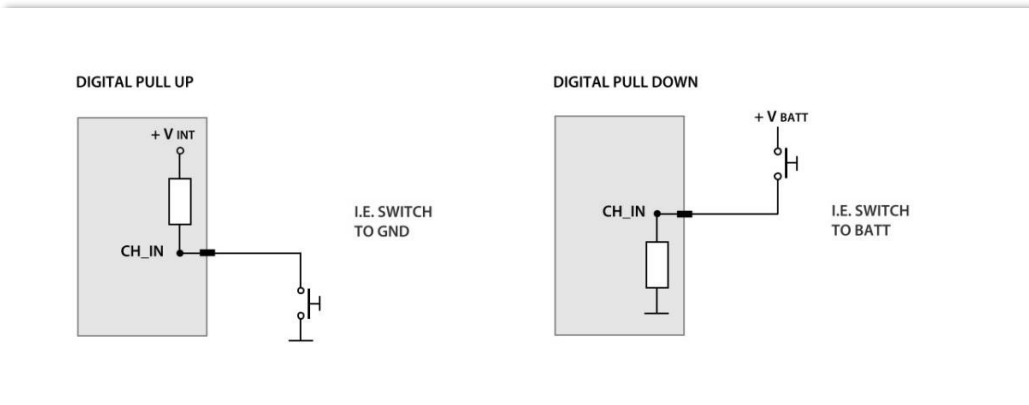 DIGITAL PULL UP
+ V INT
CH_IN
I.E. SWITCH
TO GND
DIGITAL PULL DOWN
+ V BATT
CH_IN
I.E. SWITCH
TO BATT